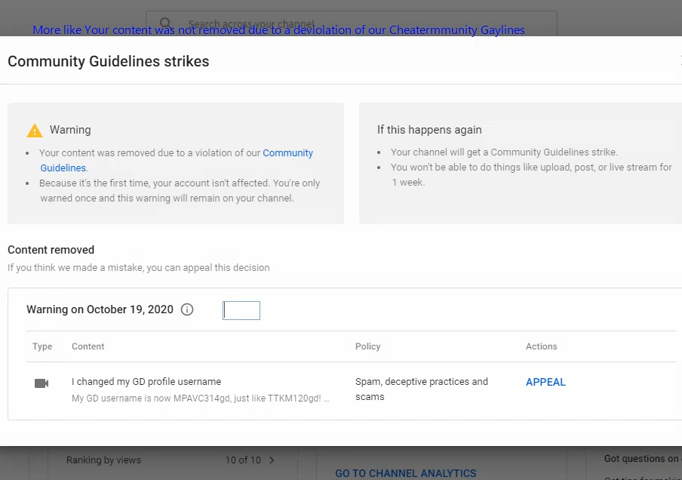 Search across your channel
More like Your content was not removed due to a deviolation of our Cheatermmunity Gaylines
Community Guidelines strikes
Warning
Your content was removed due to a violation of our Community
Guidelines.
Because it's the first time, your account isn't affected. You're only
warned once and this warning will remain on your channel.
If this happens again
Your channel will get a Community Guidelines strike.
You won't be able to do things like upload, post, or live stream for
1 week.
Content removed
If you think we made a mistake, you can appeal this decision
Warning on October 19, 2020
Type Content Policy Actions
I changed my GD profile username Spam, deceptive practices and APPEAL
My GD username is now MPAVC314gd, just like TTKM120gd! ... scams
Ranking by views 10 of 10
GO TO CHANNEL ANALYTICS
Got questions on